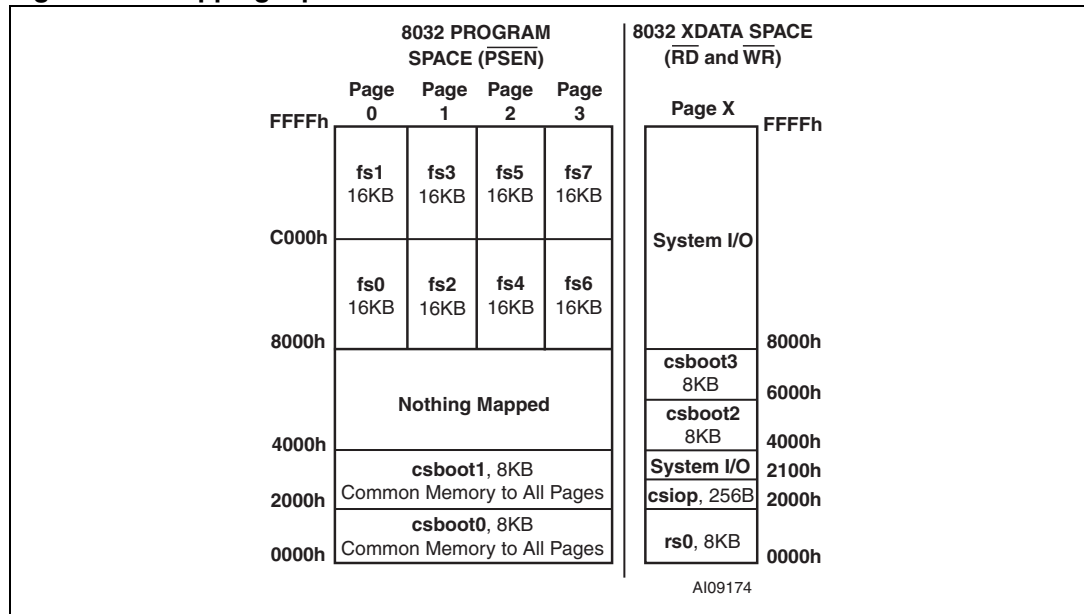 8032 PROGRAM
SPACE (PSEN)
Page Page Page Page
0 1 2 3
FFFFh
fs1 fs3 fs5 fs7
16KB 16KB 16KB 16KB
C000h
fs0 fs2 fs4 fs6
16KB 16KB 16KB 16KB
8000h
Nothing Mapped
4000h
csboot1, 8KB
Common Memory to All Pages
2000h
csboot0, 8KB
Common Memory to All Pages
0000h
8032 XDATA SPACE
(RD and WR)
Page X
FFFFh
System I/O
8000h
csboot3
8KB
6000h
csboot2
8KB
4000h
System I/O
2100h
csiop, 256B
2000h
rs0, 8KB
0000h
AI09174